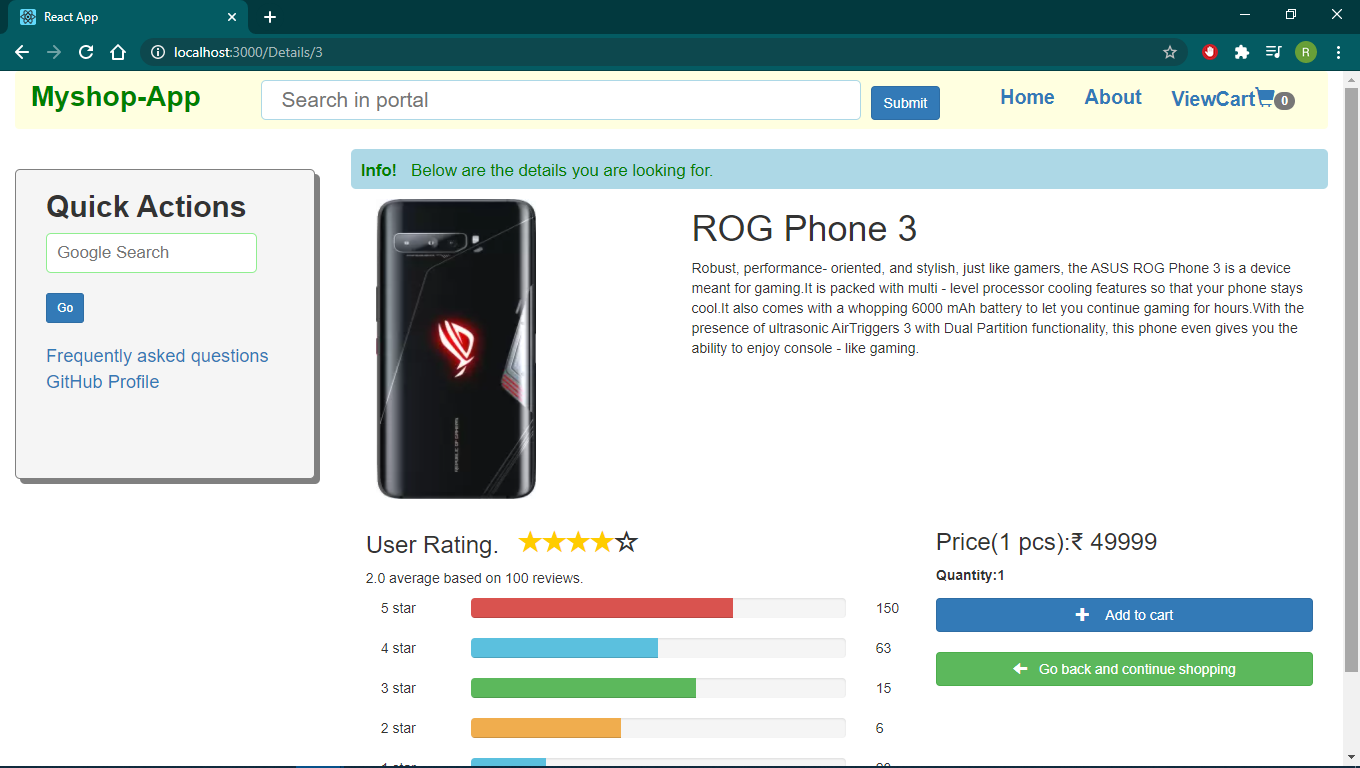 React App
localhost:3000/Details/3
R
Myshop-App
Search in portal
Submit
Home
About
ViewCart 0
Quick Actions
Google Search
Go
Frequently asked questions
GitHub Profile
Info! Below are the details you are looking for.
REPUBLIC OF GAMERS
ROG Phone 3
Robust, performance- oriented, and stylish, just like gamers, the ASUS ROG Phone 3 is a device
meant for gaming.It is packed with multi - level processor cooling features so that your phone stays
cool.It also comes with a whopping 6000 mAh battery to let you continue gaming for hours.With the
presence of ultrasonic AirTriggers 3 with Dual Partition functionality, this phone even gives you the
ability to enjoy console - like gaming.
User Rating.
2.0 average based on 100 reviews.
5 star 150
4 star 63
3 star 15
2 star 6
1 star
Price(1 pcs):₹ 49999
Quantity:1
Add to cart
Go back and continue shopping